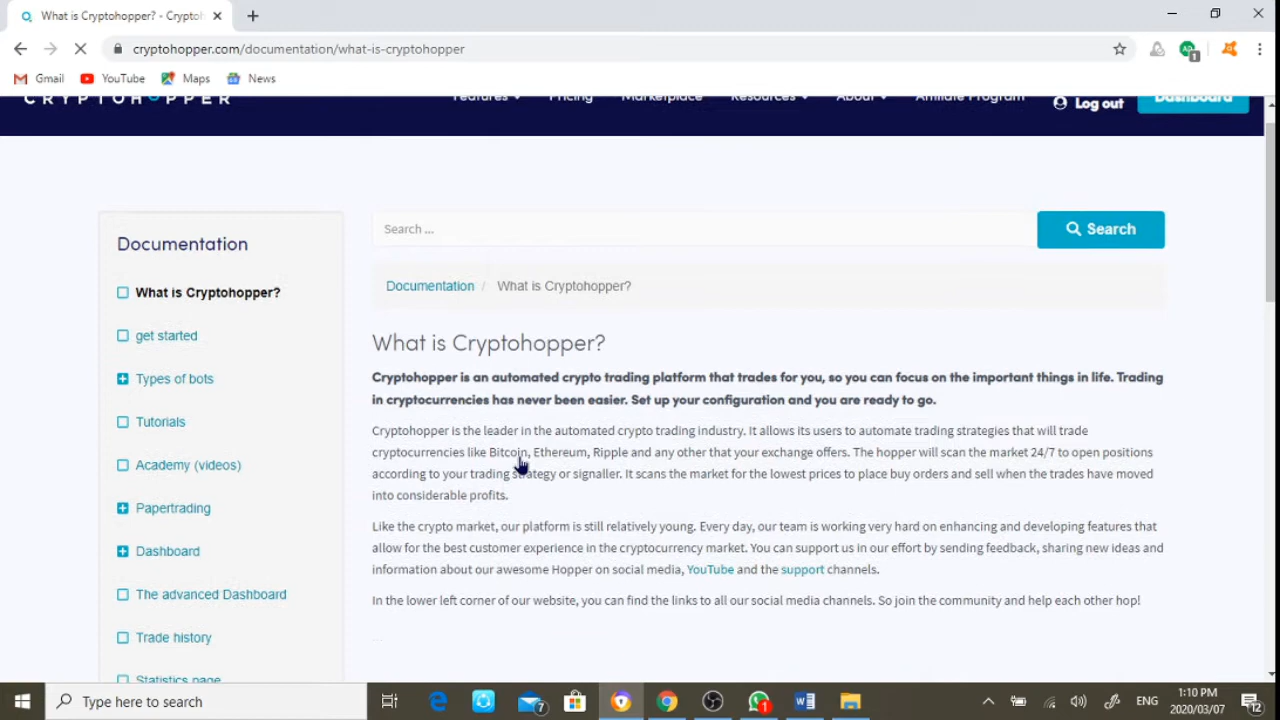 What is Cryptohopper? - Cryptol
cryptohopper.com/documentation/what-is-cryptohopper
1
Gmail YouTube Maps News
CRYPTOHOPPER Features Pricing Marketplace Resources About Affiliate Program Log out Dashboard
Documentation
What is Cryptohopper?
get started
Types of bots
Tutorials
Academy (videos)
Papertrading
Dashboard
The advanced Dashboard
Trade history
Statistics page
Search ...
Search
Documentation / What is Cryptohopper?
What is Cryptohopper?
Cryptohopper is an automated crypto trading platform that trades for you, so you can focus on the important things in life. Trading
in cryptocurrencies has never been easier. Set up your configuration and you are ready to go.
Cryptohopper is the leader in the automated crypto trading industry. It allows its users to automate trading strategies that will trade
cryptocurrencies like Bitcoin, Ethereum, Ripple and any other that your exchange offers. The hopper will scan the market 24/7 to open positions
according to your trading strategy or signaller. It scans the market for the lowest prices to place buy orders and sell when the trades have moved
into considerable profits.
Like the crypto market, our platform is still relatively young. Every day, our team is working very hard on enhancing and developing features that
allow for the best customer experience in the cryptocurrency market. You can support us in our effort by sending feedback, sharing new ideas and
information about our awesome Hopper on social media, YouTube and the support channels.
In the lower left corner of our website, you can find the links to all our social media channels. So join the community and help each other hop!
Type here to search
7
1
ENG
1:10 PM
2020/03/07
12